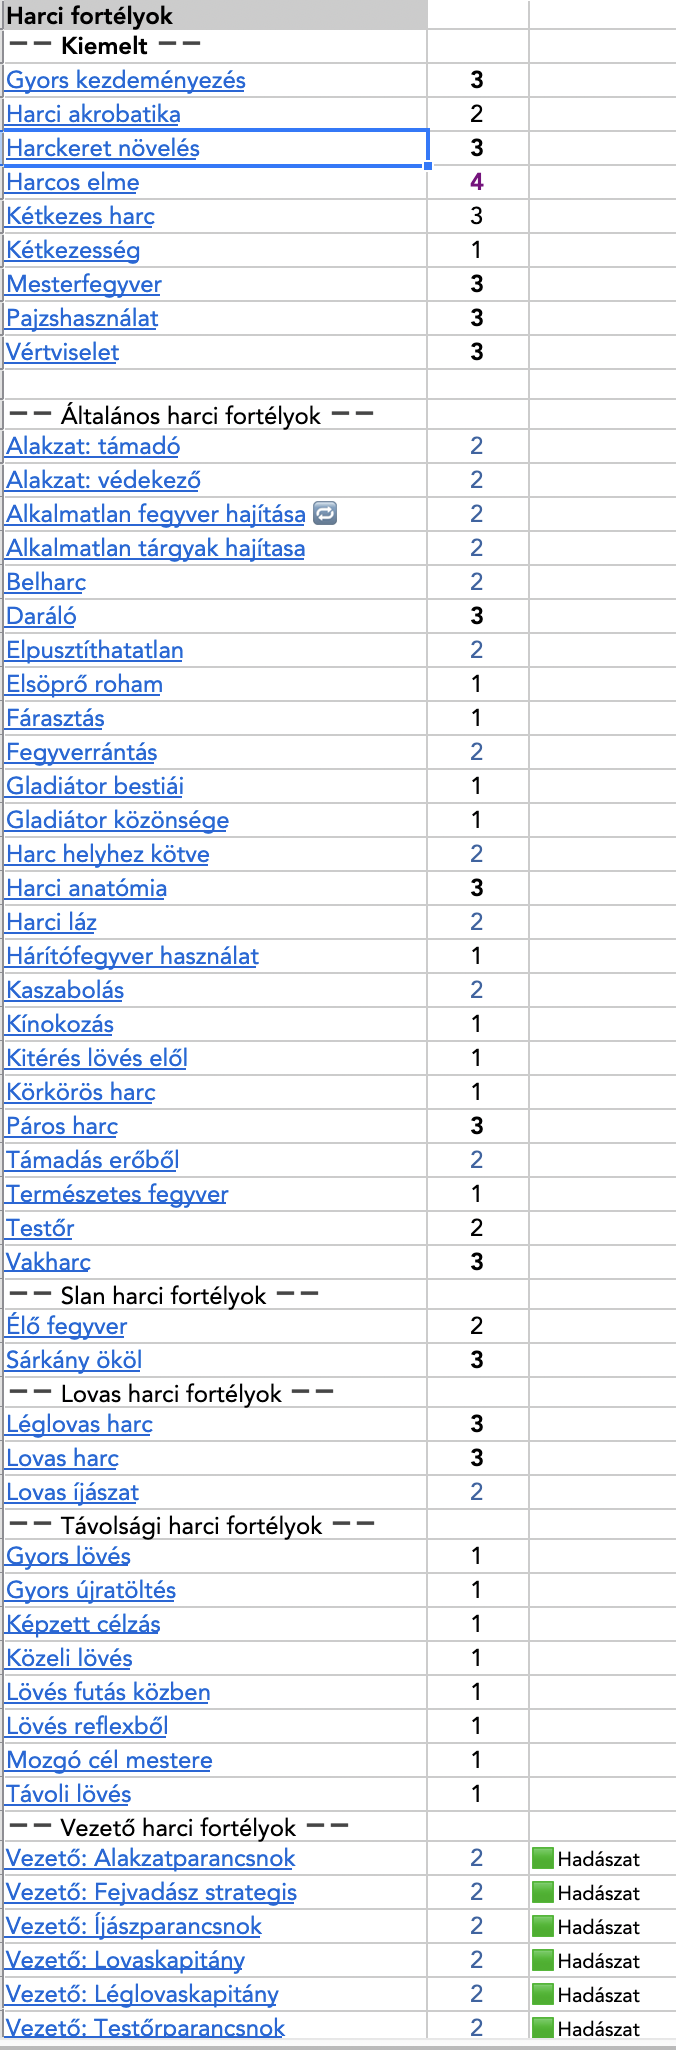 Harci fortélyok
—— Kiemelt ——
Gyors kezdeményezés 3
Harci akrobatika 2
Harckeret növelés 3
Harcos elme 4
Kétkezes harc 3
Kétkezesség 1
Mesterfegyver 3
Pajzshasználat 3
Vértviselet 3
—— Általános harci fortélyok ——
Alakzat: támadó 2
Alakzat: védekező 2
Alkalmatlan fegyver hajítása 🔁 2
Alkalmatlan tárgyak hajítasa 2
Belharc 2
Daráló 3
Elpusztíthatatlan 2
Elsöprő roham 1
Fárasztás 1
Fegyverrántás 2
Gladiátor bestiái 1
Gladiátor közönsége 1
Harc helyhez kötve 2
Harci anatómia 3
Harci láz 2
Hárítófegyver használat 1
Kaszabolás 2
Kínokozás 1
Kitérés lövés elől 1
Körkörös harc 1
Páros harc 3
Támadás erőből 2
Természetes fegyver 1
Testőr 2
Vakharc 3
—— Slan harci fortélyok ——
Élő fegyver 2
Sárkány ököl 3
—— Lovas harci fortélyok ——
Léglovas harc 3
Lovas harc 3
Lovas íjászat 2
—— Távolsági harci fortélyok ——
Gyors lövés 1
Gyors újratöltés 1
Képzett célzás 1
Közeli lövés 1
Lövés futás közben 1
Lövés reflexből 1
Mozgó cél mestere 1
Távoli lövés 1
—— Vezető harci fortélyok ——
Vezető: Alakzatparancsnok 2 🟩 Hadászat
Vezető: Fejvadász strategis 2 🟩 Hadászat
Vezető: Íjászparancsnok 2 🟩 Hadászat
Vezető: Lovaskapitány 2 🟩 Hadászat
Vezető: Léglovaskapitány 2 🟩 Hadászat
Vezető: Testőrparancsnok 2 🟩 Hadászat